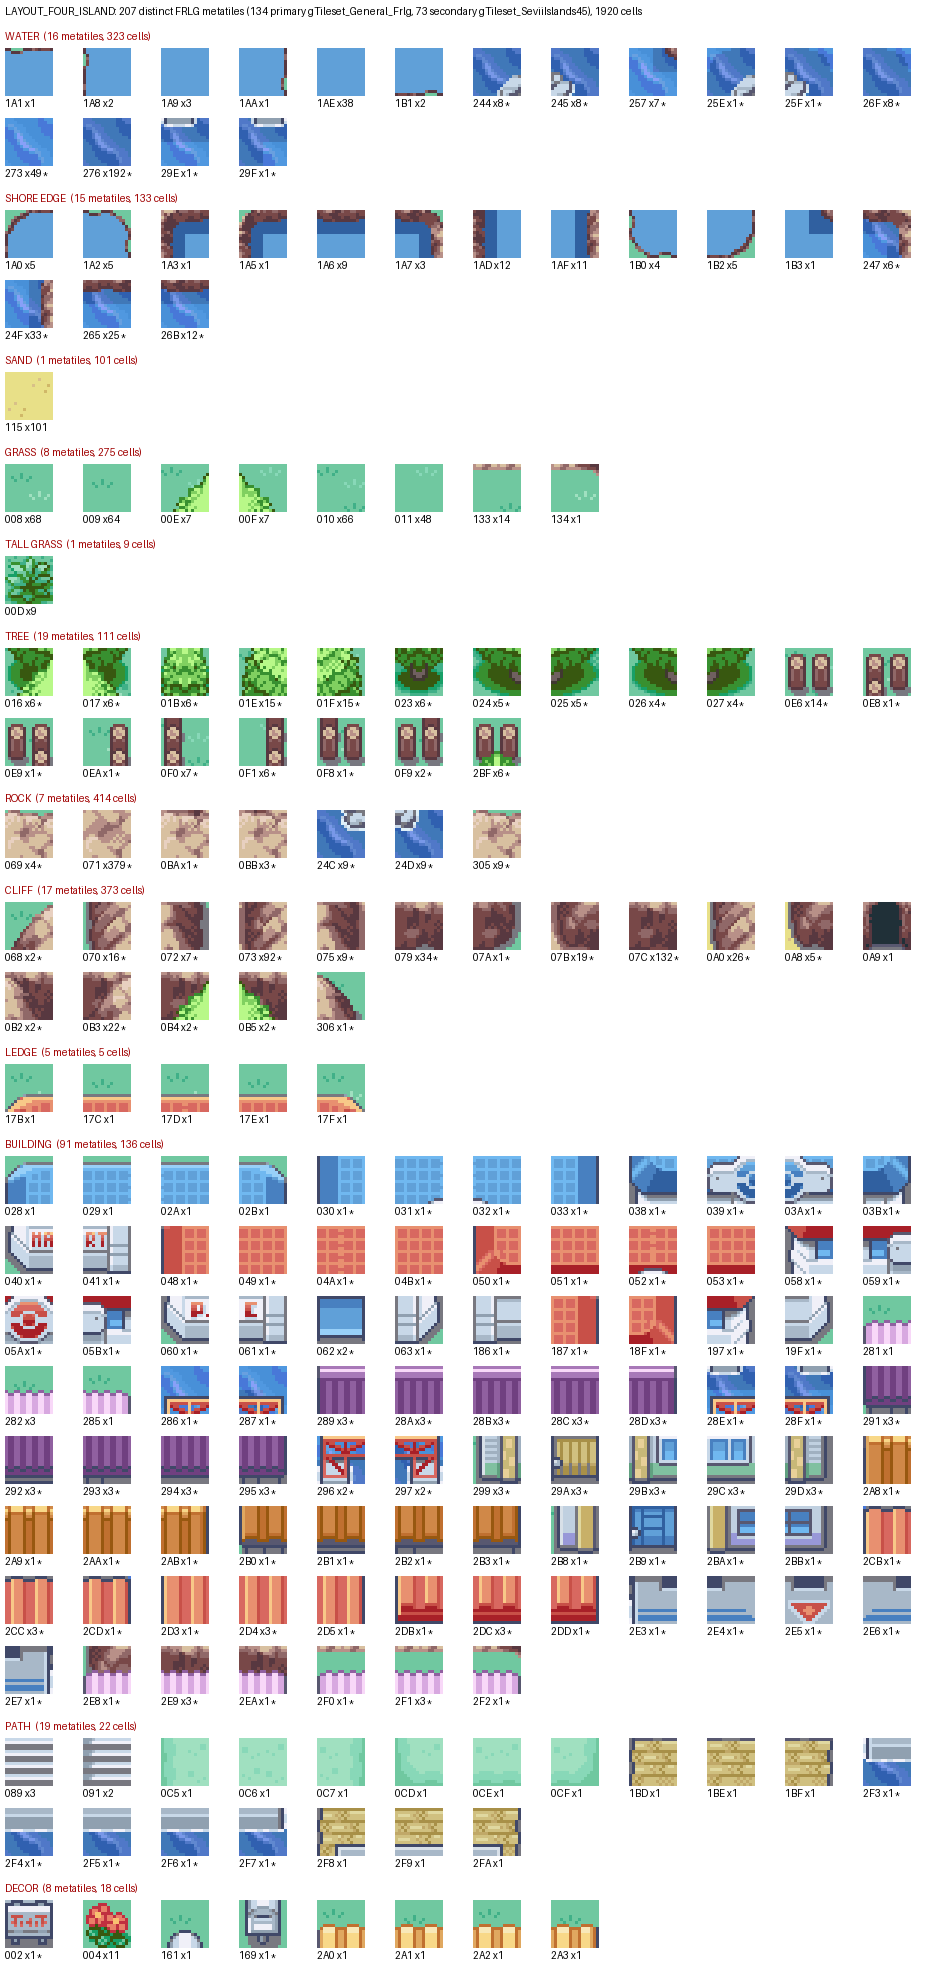 LAYOUT_FOUR_ISLAND: 207 distinct FRLG metatiles (134 primary gTileset_General_Frlg, 73 secondary gTileset_SeviiIslands45), 1920 cells
WATER (16 metatiles, 323 cells)
1A1 x1 1A8 x2 1A9 x3 1AA x1 1AE x38 1B1 x2 244 x8* 245 x8* 257 x7* 25E x1* 25F x1* 26F x8*
273 x49* 276 x192* 29E x1* 29F x1*
SHORE EDGE (15 metatiles, 133 cells)
1A0 x5 1A2 x5 1A3 x1 1A5 x1 1A6 x9 1A7 x3 1AD x12 1AF x11 1B0 x4 1B2 x5 1B3 x1 247 x6*
24F x33* 265 x25* 26B x12*
SAND (1 metatiles, 101 cells)
115 x101
GRASS (8 metatiles, 275 cells)
008 x68 009 x64 00E x7 00F x7 010 x66 011 x48 133 x14 134 x1
TALL GRASS (1 metatiles, 9 cells)
00D x9
TREE (19 metatiles, 111 cells)
016 x6* 017 x6* 01B x6* 01E x15* 01F x15* 023 x6* 024 x5* 025 x5* 026 x4* 027 x4* 0E6 x14* 0E8 x1*
0E9 x1* 0EA x1* 0F0 x7* 0F1 x6* 0F8 x1* 0F9 x2* 2BF x6*
ROCK (7 metatiles, 414 cells)
069 x4* 071 x379* 0BA x1* 0BB x3* 24C x9* 24D x9* 305 x9*
CLIFF (17 metatiles, 373 cells)
068 x2* 070 x16* 072 x7* 073 x92* 075 x9* 079 x34* 07A x1* 07B x19* 07C x132* 0A0 x26* 0A8 x5* 0A9 x1
0B2 x2* 0B3 x22* 0B4 x2* 0B5 x2* 306 x1*
LEDGE (5 metatiles, 5 cells)
17B x1 17C x1 17D x1 17E x1 17F x1
BUILDING (91 metatiles, 136 cells)
028 x1 029 x1 02A x1 02B x1 030 x1* 031 x1* 032 x1* 033 x1* 038 x1* 039 x1* 03A x1* 03B x1*
MA RT
040 x1* 041 x1* 048 x1* 049 x1* 04A x1* 04B x1* 050 x1* 051 x1* 052 x1* 053 x1* 058 x1* 059 x1*
P. C
05A x1* 05B x1* 060 x1* 061 x1* 062 x2* 063 x1* 186 x1* 187 x1* 18F x1* 197 x1* 19F x1* 281 x1
282 x3 285 x1 286 x1* 287 x1* 289 x3* 28A x3* 28B x3* 28C x3* 28D x3* 28E x1* 28F x1* 291 x3*
292 x3* 293 x3* 294 x3* 295 x3* 296 x2* 297 x2* 299 x3* 29A x3* 29B x3* 29C x3* 29D x3* 2A8 x1*
2A9 x1* 2AA x1* 2AB x1* 2B0 x1* 2B1 x1* 2B2 x1* 2B3 x1* 2B8 x1* 2B9 x1* 2BA x1* 2BB x1* 2CB x1*
2CC x3* 2CD x1* 2D3 x1* 2D4 x3* 2D5 x1* 2DB x1* 2DC x3* 2DD x1* 2E3 x1* 2E4 x1* 2E5 x1* 2E6 x1*
2E7 x1* 2E8 x1* 2E9 x3* 2EA x1* 2F0 x1* 2F1 x3* 2F2 x1*
PATH (19 metatiles, 22 cells)
089 x3 091 x2 0C5 x1 0C6 x1 0C7 x1 0CD x1 0CE x1 0CF x1 1BD x1 1BE x1 1BF x1 2F3 x1*
2F4 x1* 2F5 x1* 2F6 x1* 2F7 x1* 2F8 x1 2F9 x1 2FA x1
DECOR (8 metatiles, 18 cells)
002 x1* 004 x11 161 x1 169 x1* 2A0 x1 2A1 x1 2A2 x1 2A3 x1